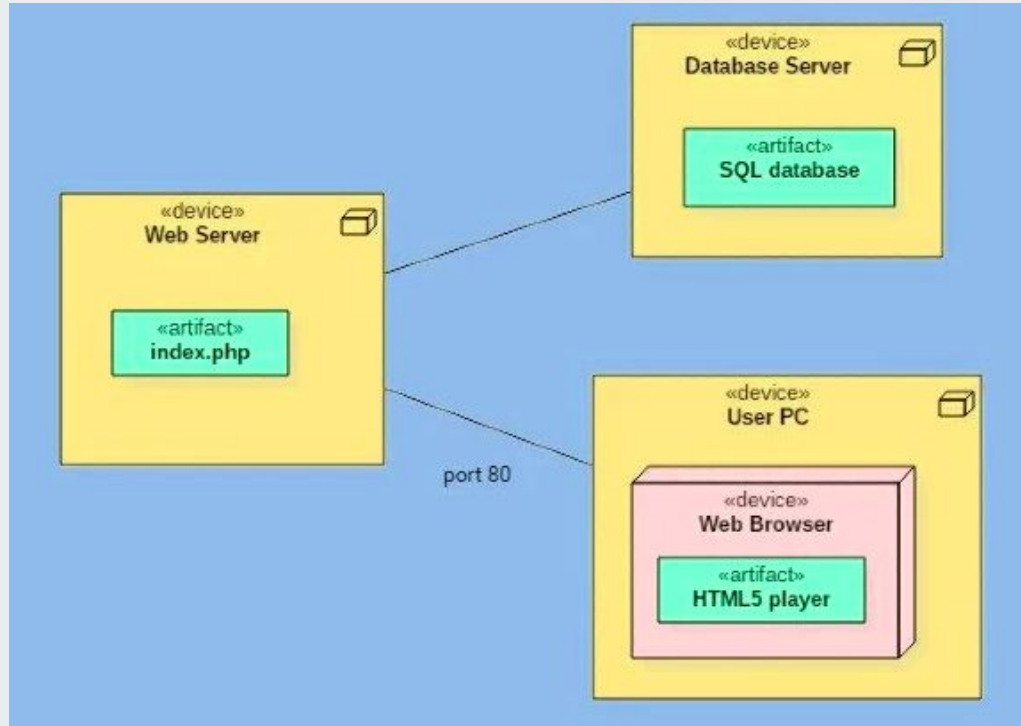 «device»
Database Server
«artifact»
SQL database
«device»
Web Server
«artifact»
index.php
port 80
«device»
User PC
«device»
Web Browser
«artifact»
HTML5 player